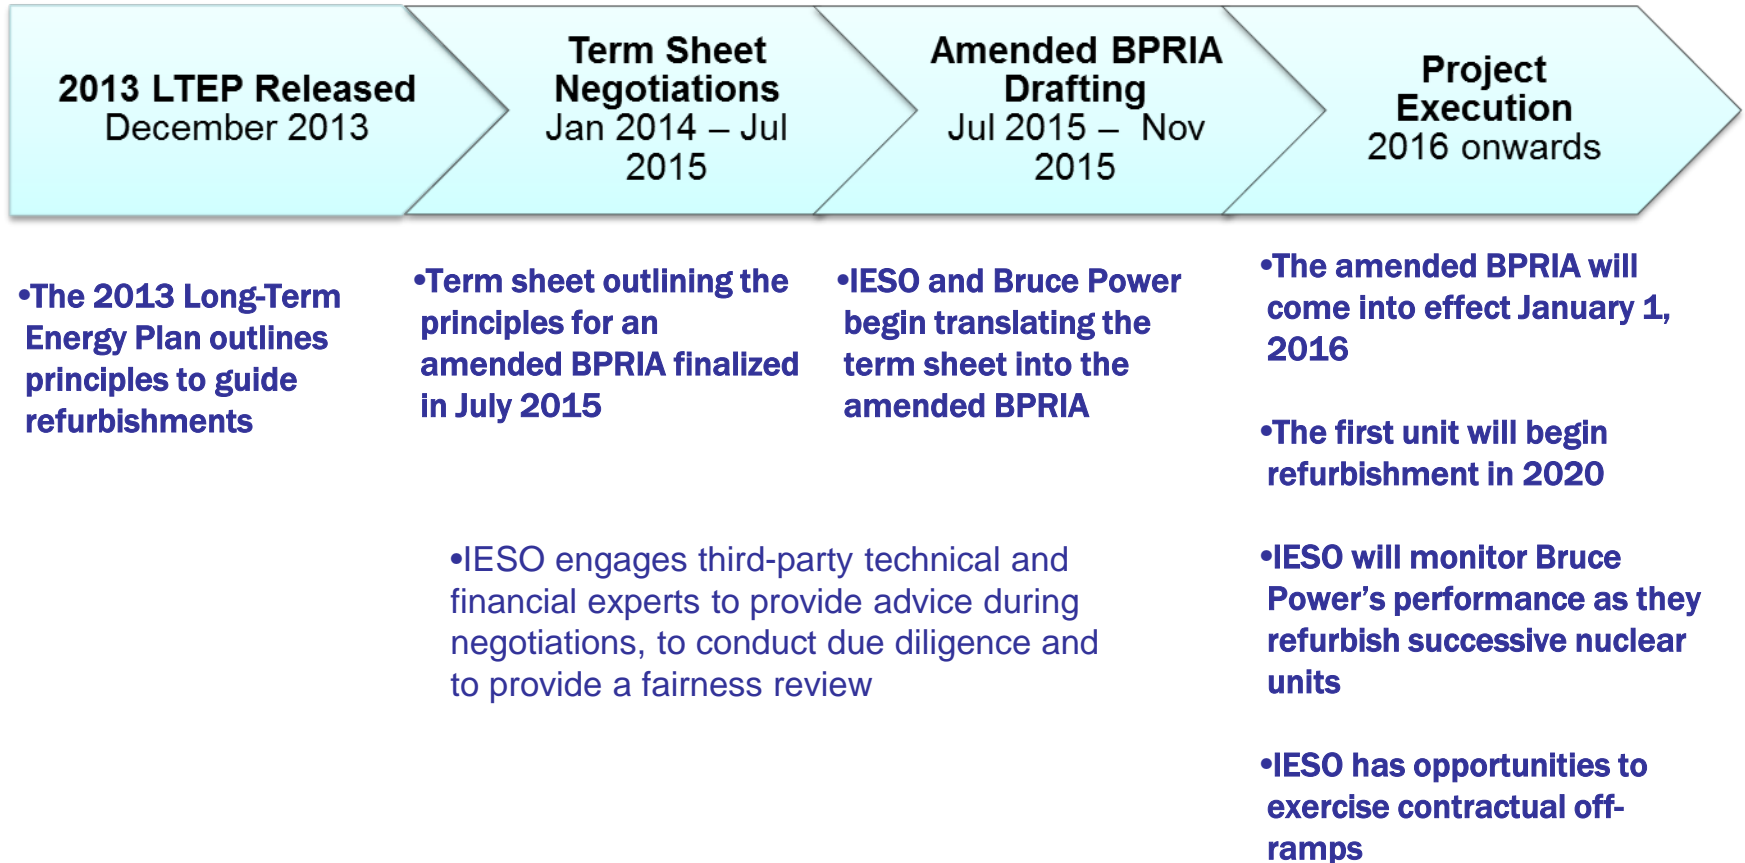 2013 LTEP Released
December 2013
Term Sheet
Negotiations
Jan 2014 – Jul
2015
Amended BPRIA
Drafting
Jul 2015 –  Nov
2015
Project
Execution
2016 onwards
•The 2013 Long-Term
Energy Plan outlines
principles to guide
refurbishments
•Term sheet outlining the
principles for an
amended BPRIA finalized
in July 2015
•IESO and Bruce Power
begin translating the
term sheet into the
amended BPRIA
•IESO engages third-party technical and
financial experts to provide advice during
negotiations, to conduct due diligence and
to provide a fairness review
•The amended BPRIA will
come into effect January 1,
2016
•The first unit will begin
refurbishment in 2020
•IESO will monitor Bruce
Power’s performance as they
refurbish successive nuclear
units
•IESO has opportunities to
exercise contractual off-
ramps